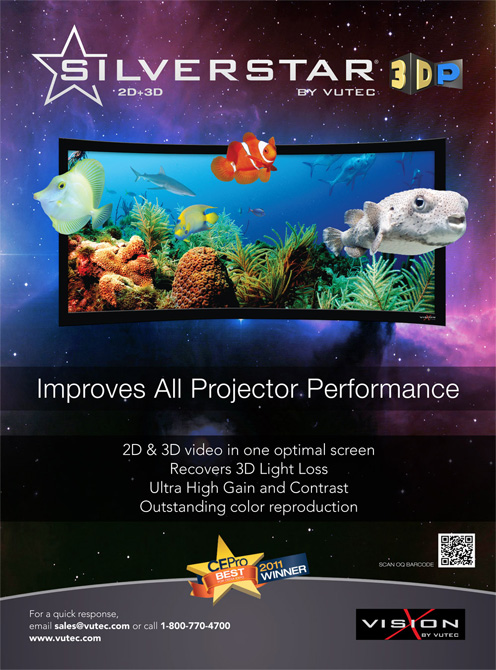 SILVERSTAR®
2D+3D BY VUTEC
3DP
Improves All Projector Performance
2D & 3D video in one optimal screen
Recovers 3D Light Loss
Ultra High Gain and Contrast
Outstanding color reproduction
CEPro
BEST
2011
WINNER
SCAN OQ BARCODE
For a quick response,
email sales@vutec.com or call 1-800-770-4700
www.vutec.com
VISION
BY VUTEC